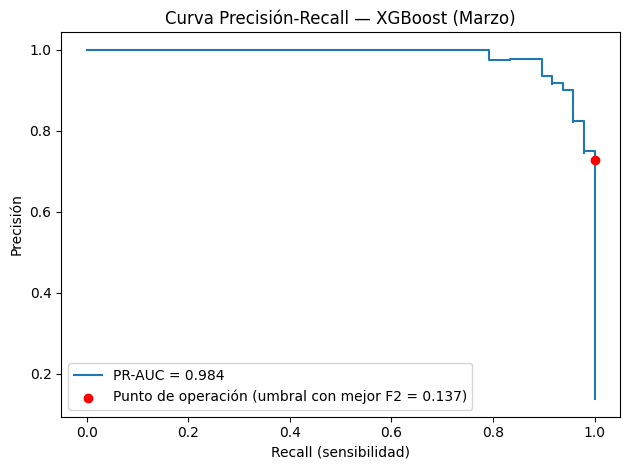 Curva Precisión-Recall — XGBoost (Marzo)
1.0
0.8
0.6
0.4
0.2
Precisión
PR-AUC = 0.984
Punto de operación (umbral con mejor F2 = 0.137)
0.0 0.2 0.4 0.6 0.8 1.0
Recall (sensibilidad)